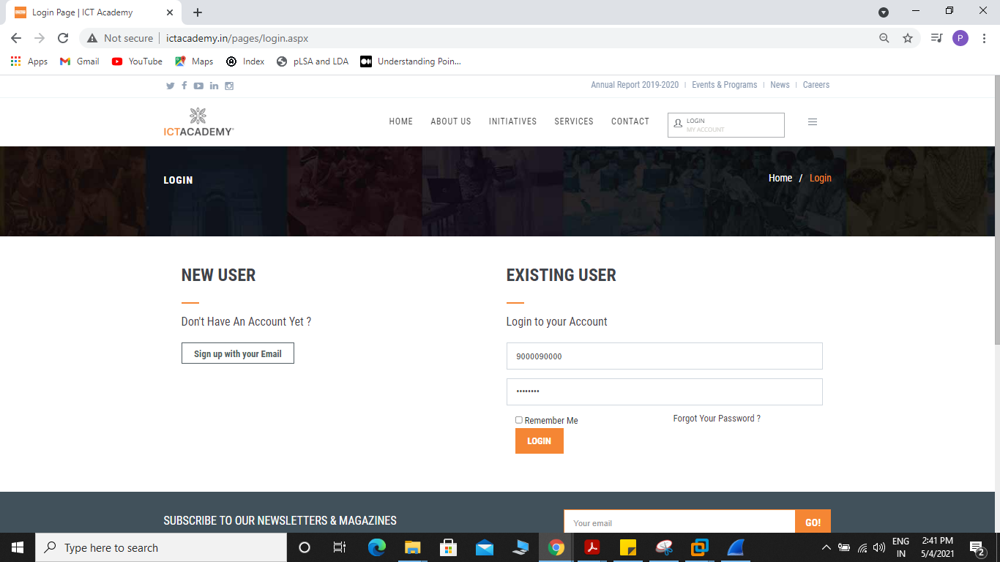 Login Page | ICT Academy
Not secure
ictacademy.in/pages/login.aspx
P
Apps
Gmail
YouTube
Maps
Index
pLSA and LDA
Understanding Poin...
Annual Report 2019-2020
Events & Programs
News
Careers
ICTACADEMY
HOME
ABOUT US
INITIATIVES
SERVICES
CONTACT
LOGIN
MY ACCOUNT
LOGIN
Home / Login
NEW USER
Don't Have An Account Yet ?
Sign up with your Email
EXISTING USER
Login to your Account
9000090000
••••••••
Remember Me
Forgot Your Password ?
LOGIN
SUBSCRIBE TO OUR NEWSLETTERS & MAGAZINES
Your email
GO!
Type here to search
ENG
IN
2:41 PM
5/4/2021
2